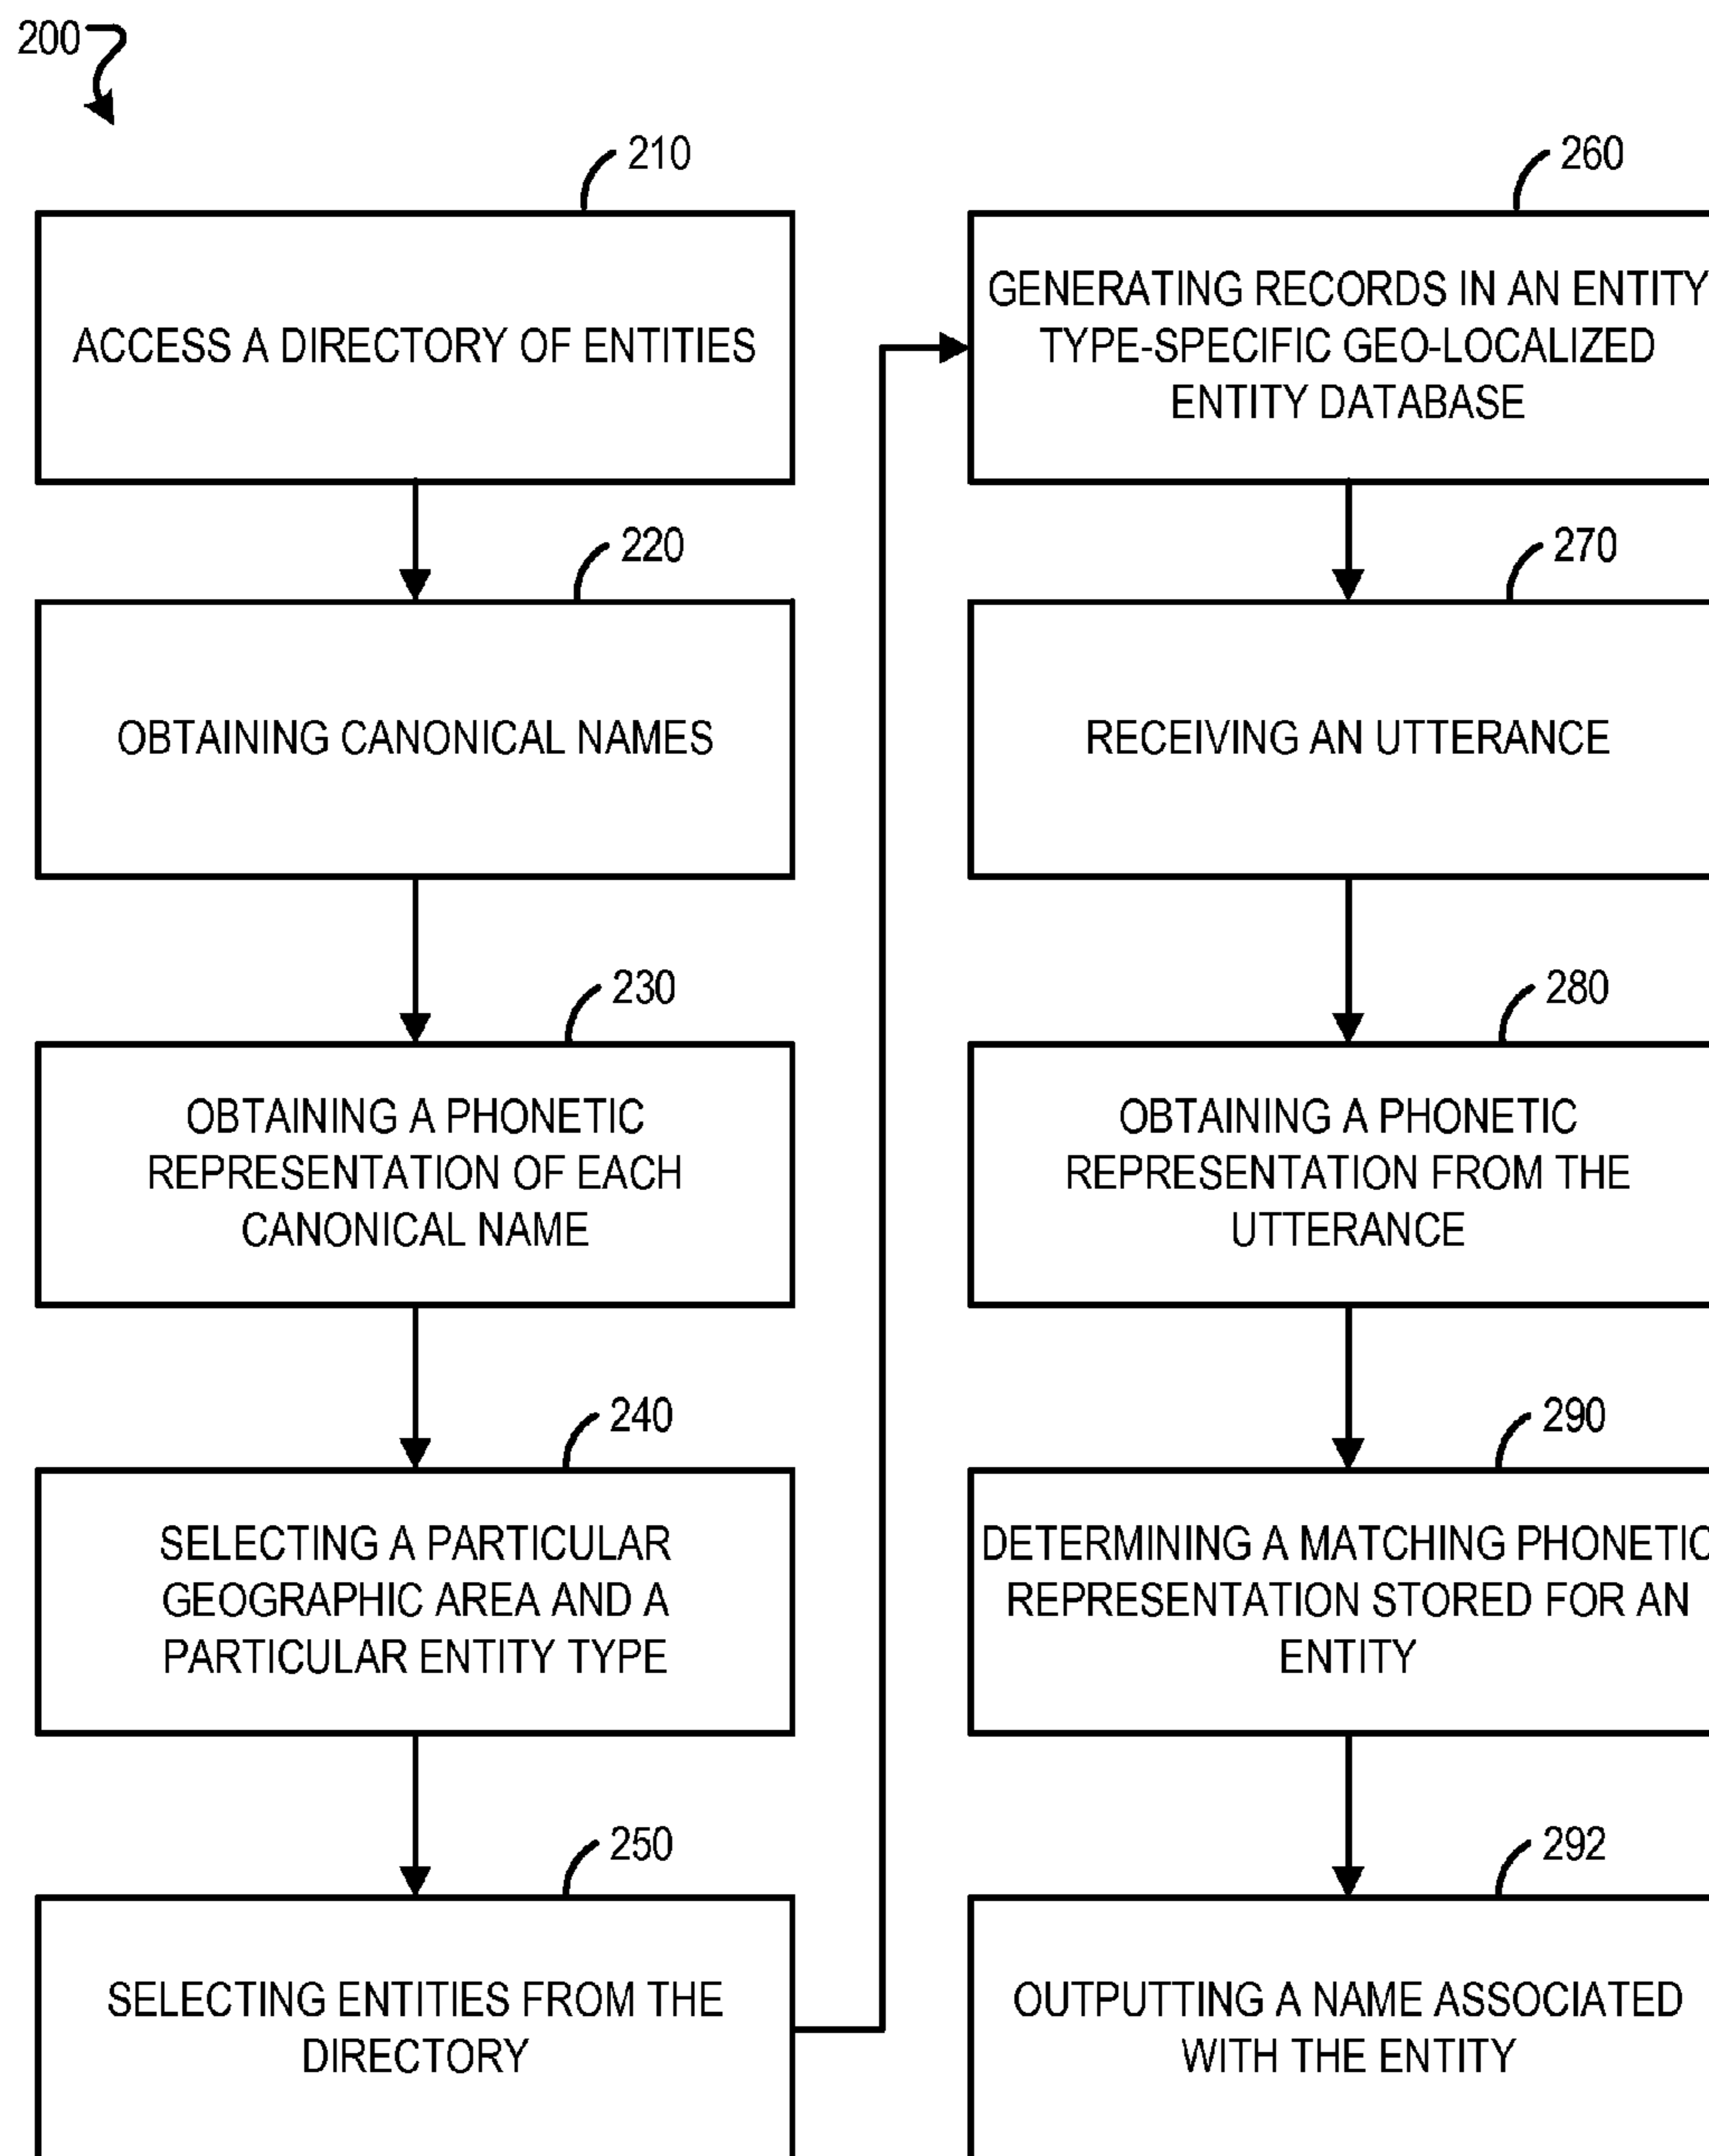 200
210
ACCESS A DIRECTORY OF ENTITIES
220
OBTAINING CANONICAL NAMES
230
OBTAINING A PHONETIC
REPRESENTATION OF EACH
CANONICAL NAME
240
SELECTING A PARTICULAR
GEOGRAPHIC AREA AND A
PARTICULAR ENTITY TYPE
250
SELECTING ENTITIES FROM THE
DIRECTORY
260
GENERATING RECORDS IN AN ENTITY
TYPE-SPECIFIC GEO-LOCALIZED
ENTITY DATABASE
270
RECEIVING AN UTTERANCE
280
OBTAINING A PHONETIC
REPRESENTATION FROM THE
UTTERANCE
290
DETERMINING A MATCHING PHONETIC
REPRESENTATION STORED FOR AN
ENTITY
292
OUTPUTTING A NAME ASSOCIATED
WITH THE ENTITY